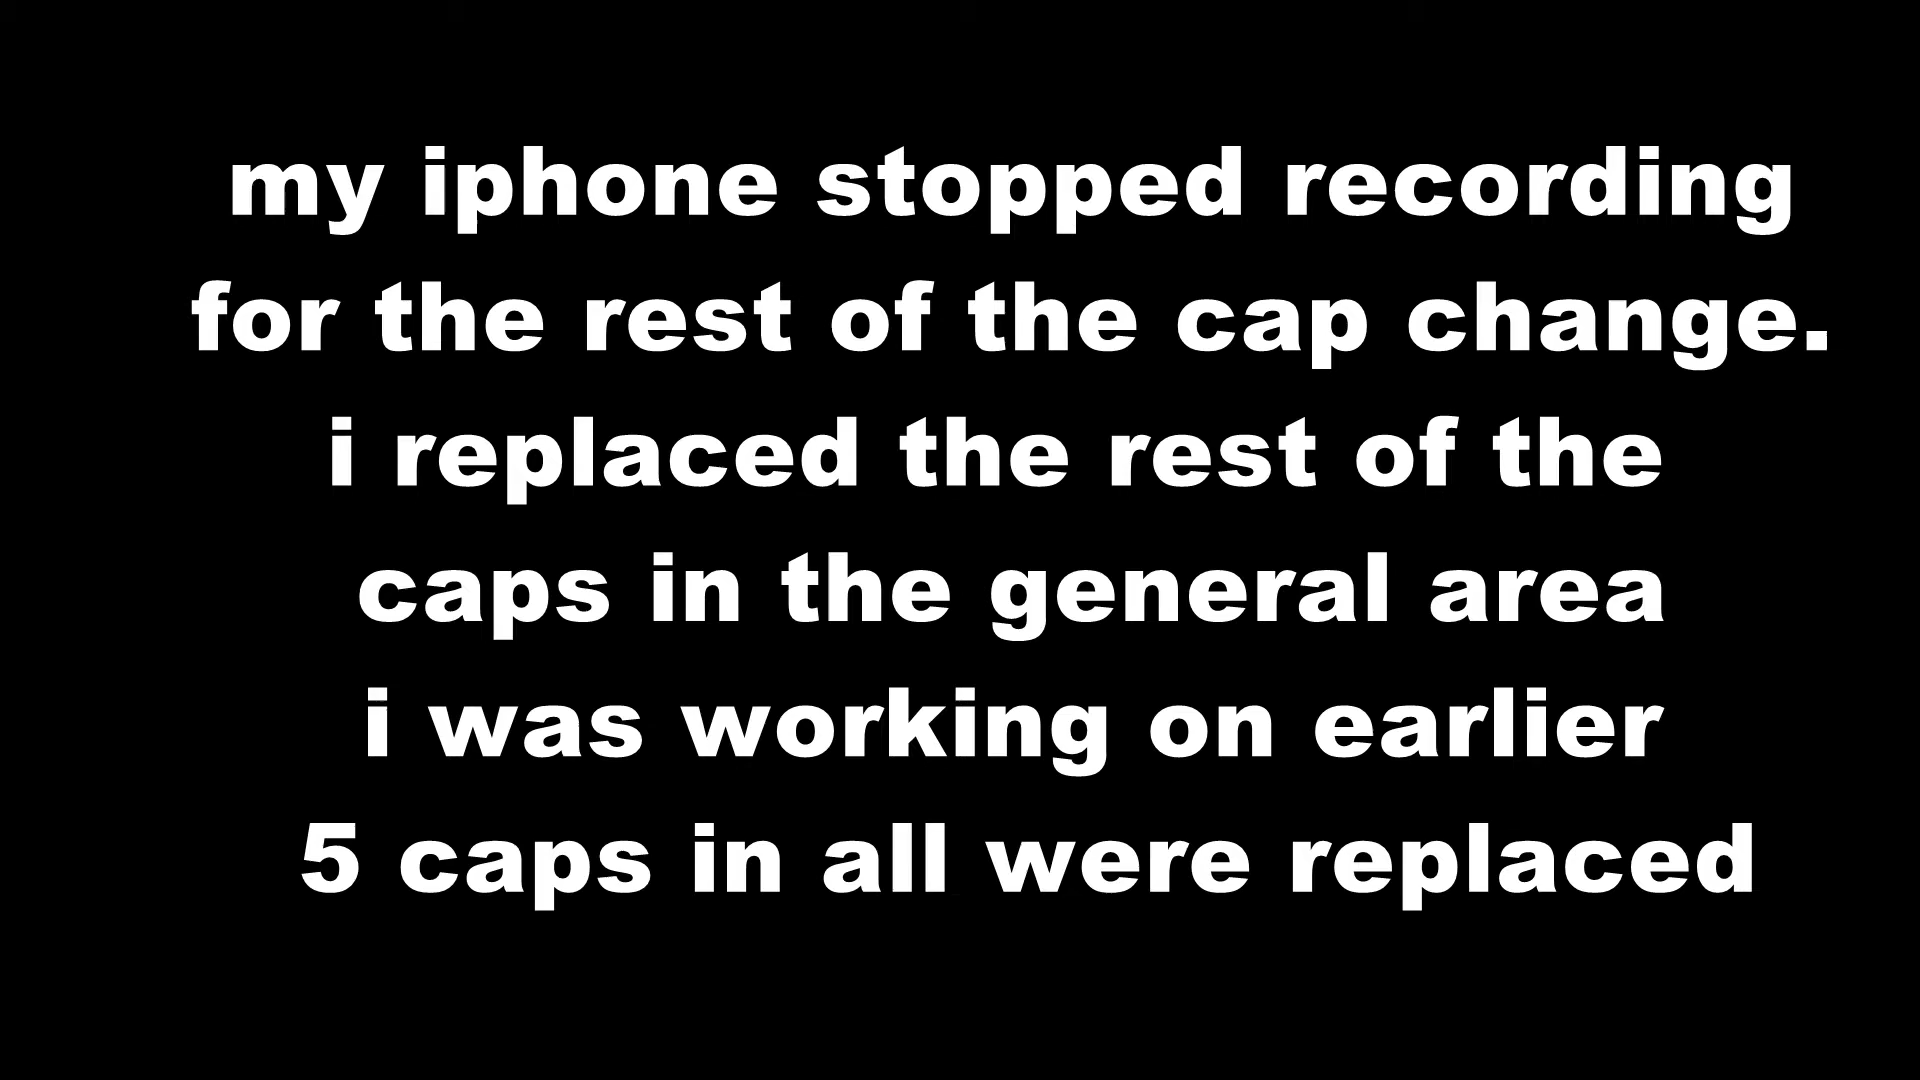 my iphone stopped recording
for the rest of the cap change.
i replaced the rest of the
caps in the general area
i was working on earlier
5 caps in all were replaced